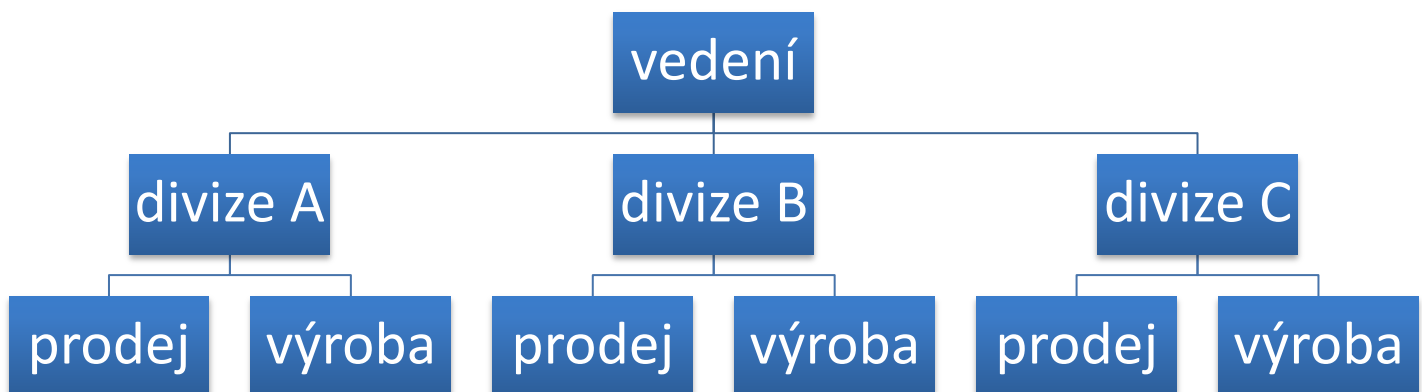 vedení
divize A
divize B
divize C
prodej
výroba
prodej
výroba
prodej
výroba